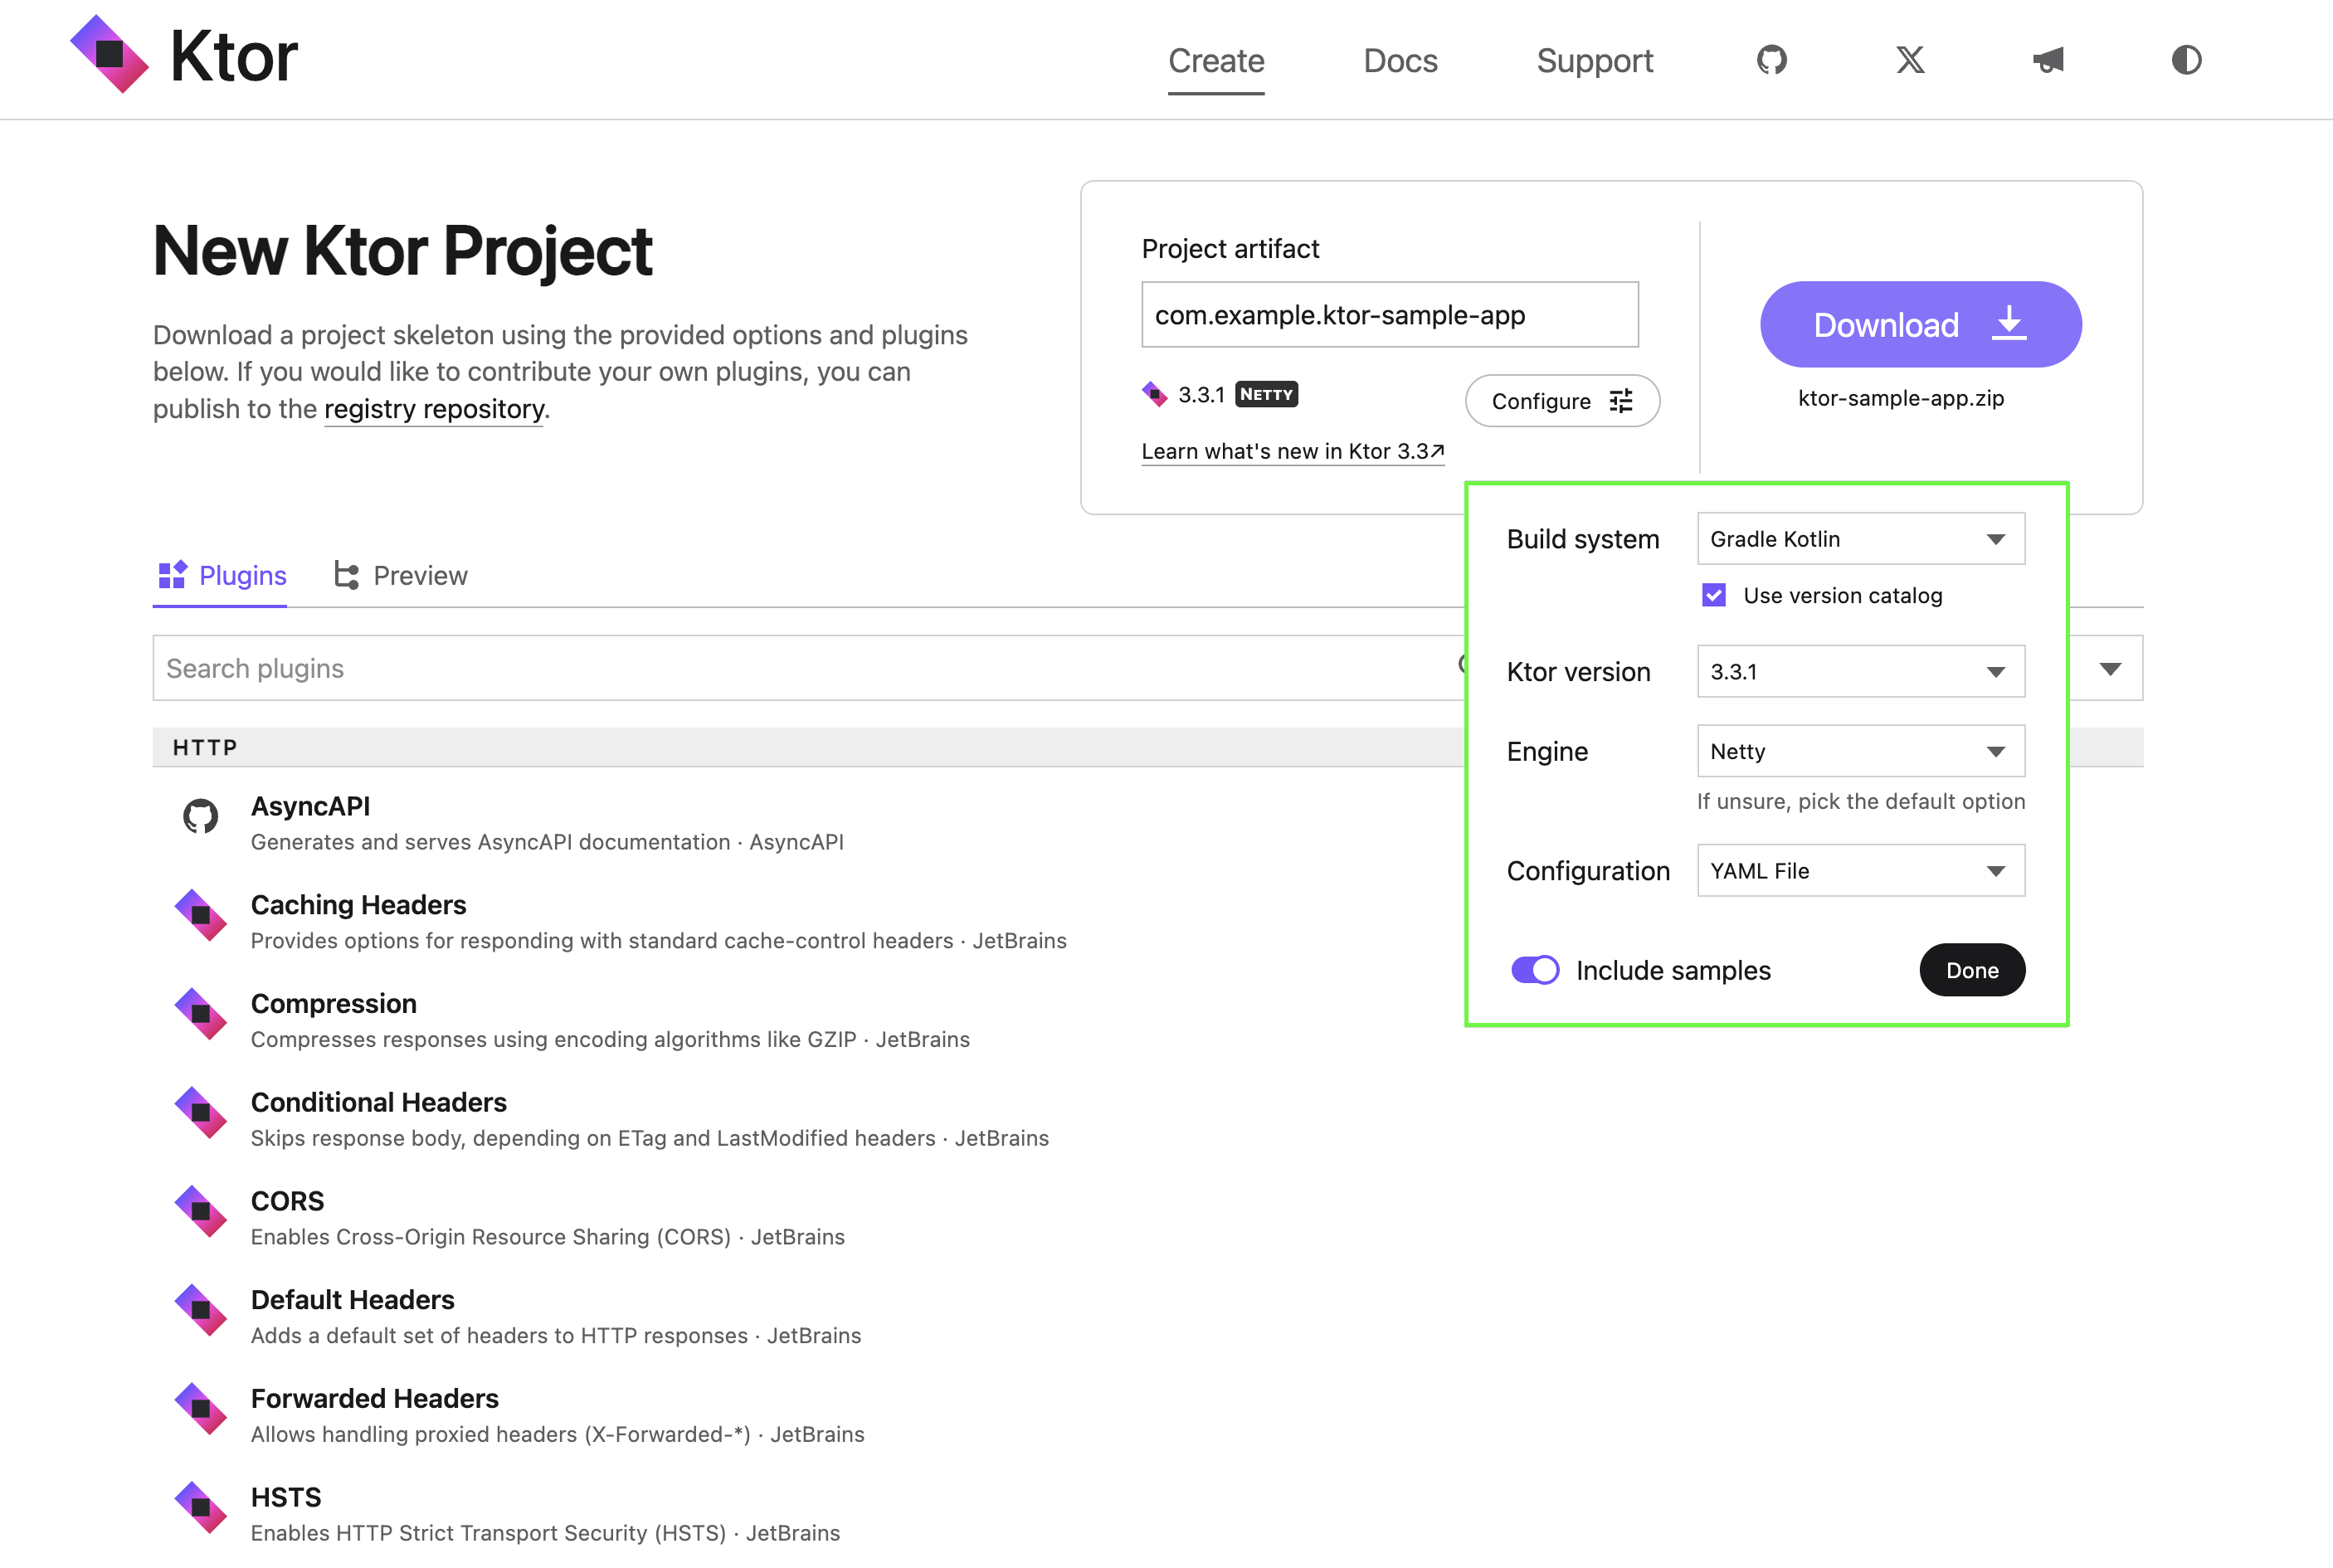 Ktor
Create
Docs
Support
New Ktor Project
Download a project skeleton using the provided options and plugins
below. If you would like to contribute your own plugins, you can
publish to the registry repository.
Project artifact
com.example.ktor-sample-app
3.3.1 NETTY
Configure
Learn what's new in Ktor 3.3↗
Download
ktor-sample-app.zip
Build system
Gradle Kotlin
Use version catalog
Ktor version
3.3.1
Engine
Netty
If unsure, pick the default option
Configuration
YAML File
Include samples
Done
Plugins
Preview
Search plugins
HTTP
AsyncAPI
Generates and serves AsyncAPI documentation · AsyncAPI
Caching Headers
Provides options for responding with standard cache-control headers · JetBrains
Compression
Compresses responses using encoding algorithms like GZIP · JetBrains
Conditional Headers
Skips response body, depending on ETag and LastModified headers · JetBrains
CORS
Enables Cross-Origin Resource Sharing (CORS) · JetBrains
Default Headers
Adds a default set of headers to HTTP responses · JetBrains
Forwarded Headers
Allows handling proxied headers (X-Forwarded-*) · JetBrains
HSTS
Enables HTTP Strict Transport Security (HSTS) · JetBrains